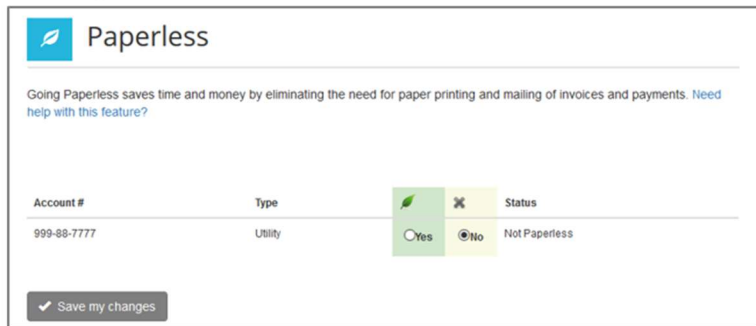 Paperless
Going Paperless saves time and money by eliminating the need for paper printing and mailing of invoices and payments. Need
help with this feature?
Account # Type Status
999-88-7777 Utility Yes No Not Paperless
Save my changes